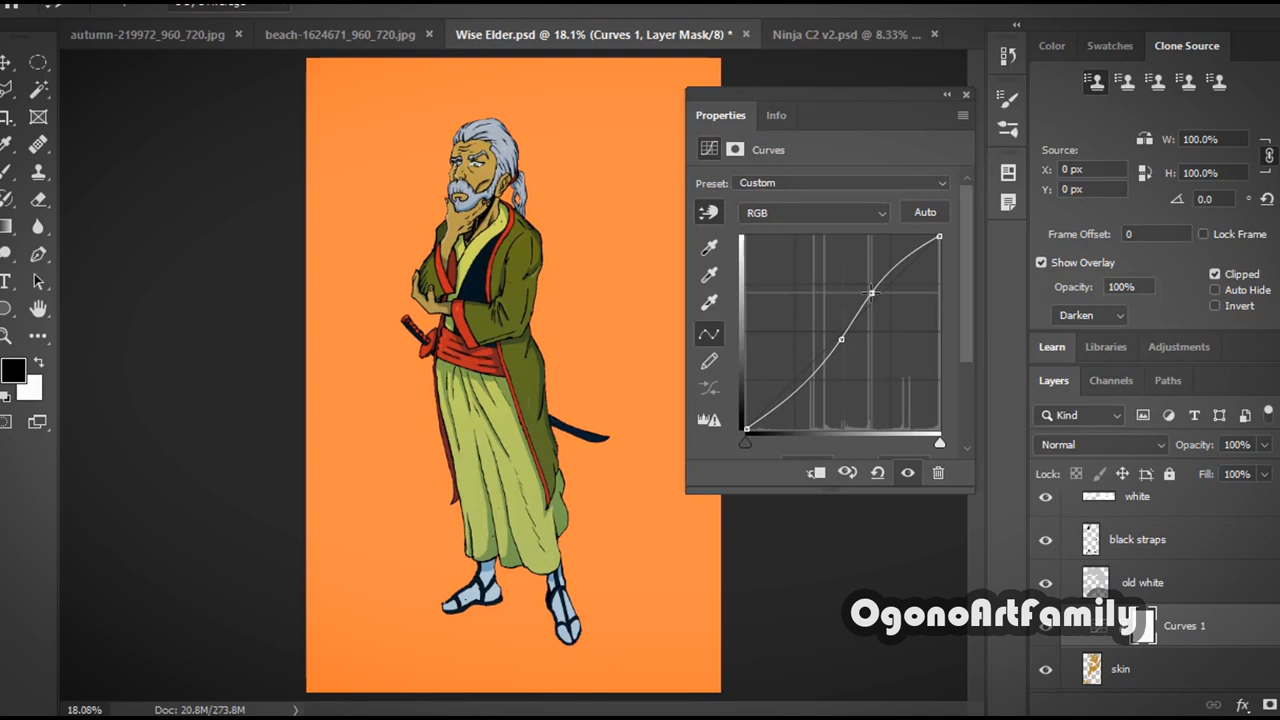 autumn-219972_960_720.jpg × beach-1624671_960_720.jpg × Wise Elder.psd @ 18.1% (Curves 1, Layer Mask/8) * × Ninja C2 v2.psd @ 8.33% ... ×
Color Swatches Clone Source
Properties Info
Curves
Preset: Custom
RGB Auto
Source: W: 100.0%
X: 0 px H: 100.0%
Y: 0 px 0.0 °
Frame Offset: 0 Lock Frame
Show Overlay Clipped
Opacity: 100% Auto Hide
Darken Invert
Learn Libraries Adjustments
Layers Channels Paths
Kind
Normal Opacity: 100%
Lock: Fill: 100%
white
black straps
old white
OgonoArtFamily
Curves 1
skin
18.08% Doc: 20.8M/273.8M